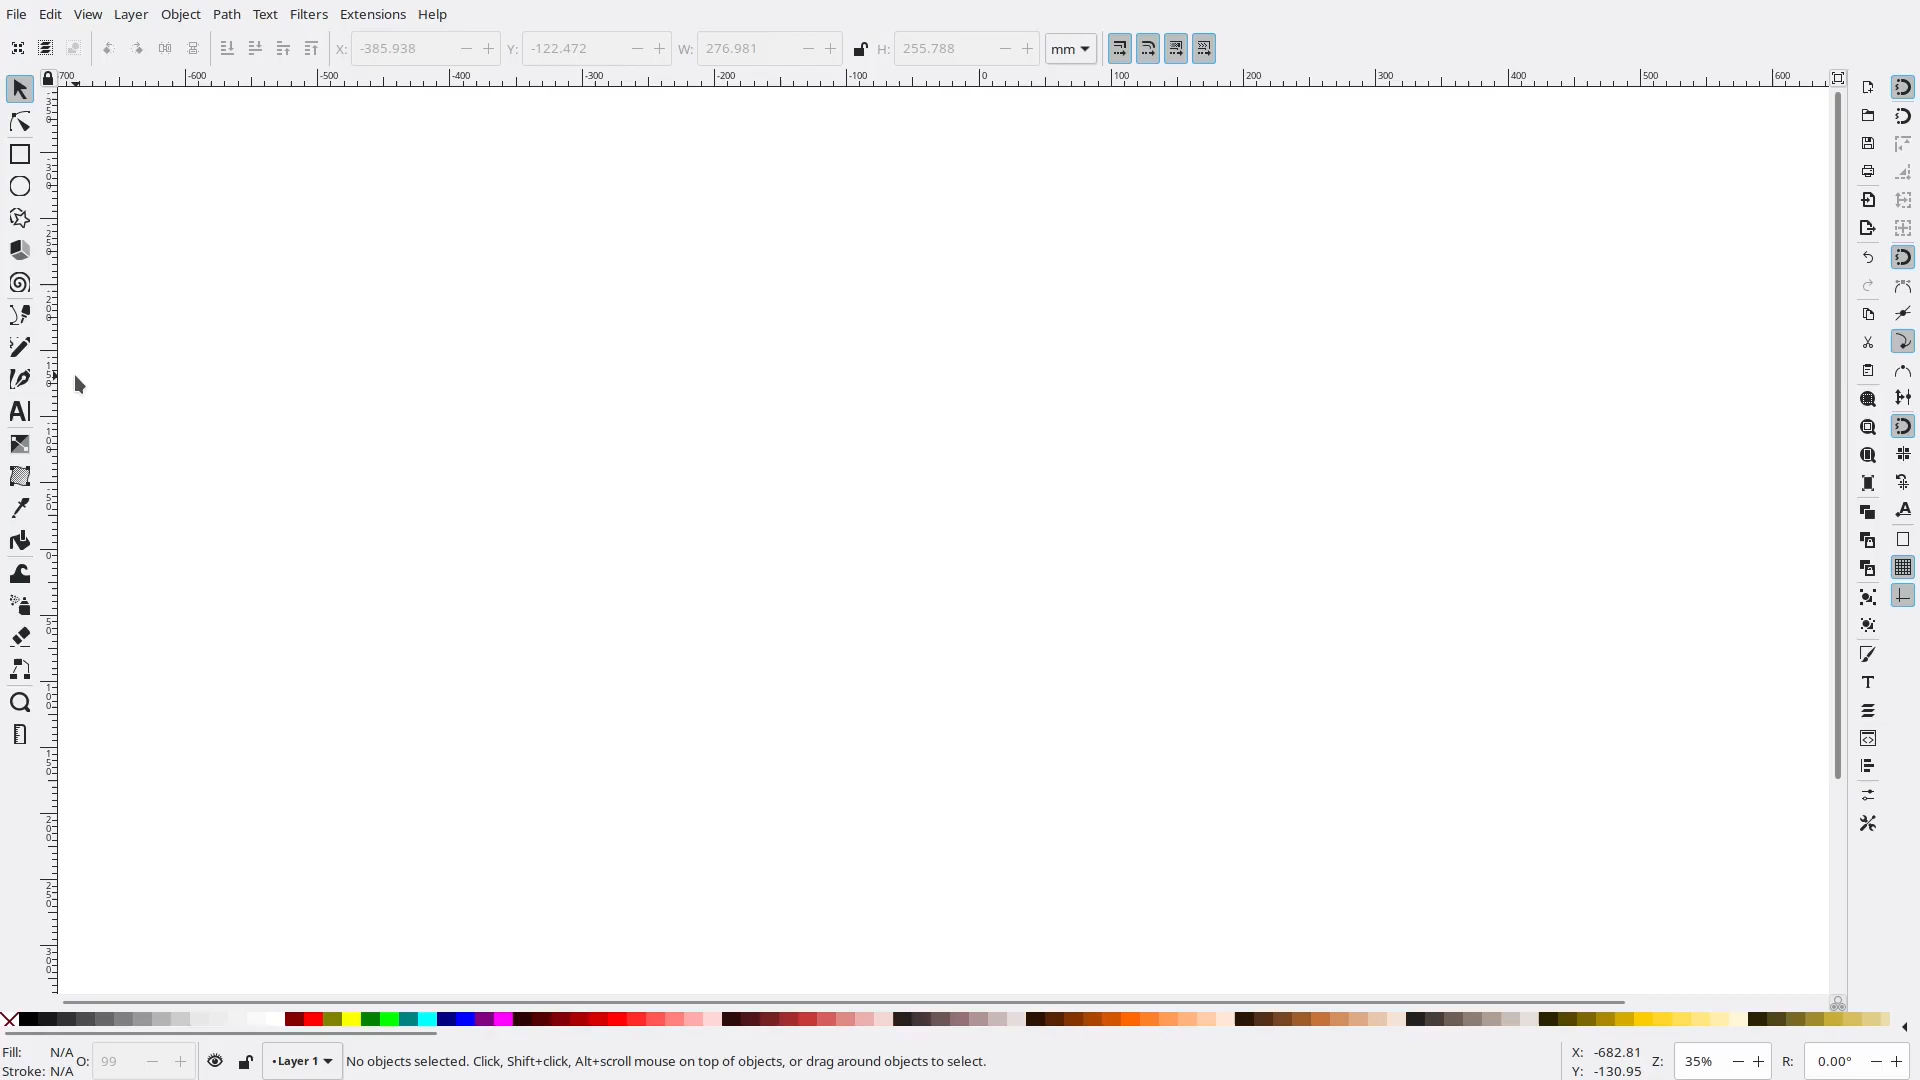 File Edit View Layer Object Path Text Filters Extensions Help
X: -385.938 Y: -122.472 W: 276.981 H: 255.788 mm
-600 -500 -400 -300 -200 -100 0 100 200 300 400 500 600
Fill: N/A O: 99 Layer 1 No objects selected. Click, Shift+click, Alt+scroll mouse on top of objects, or drag around objects to select. X: -682.81 Z: 35% R: 0.00°
Stroke: N/A Y: -130.95